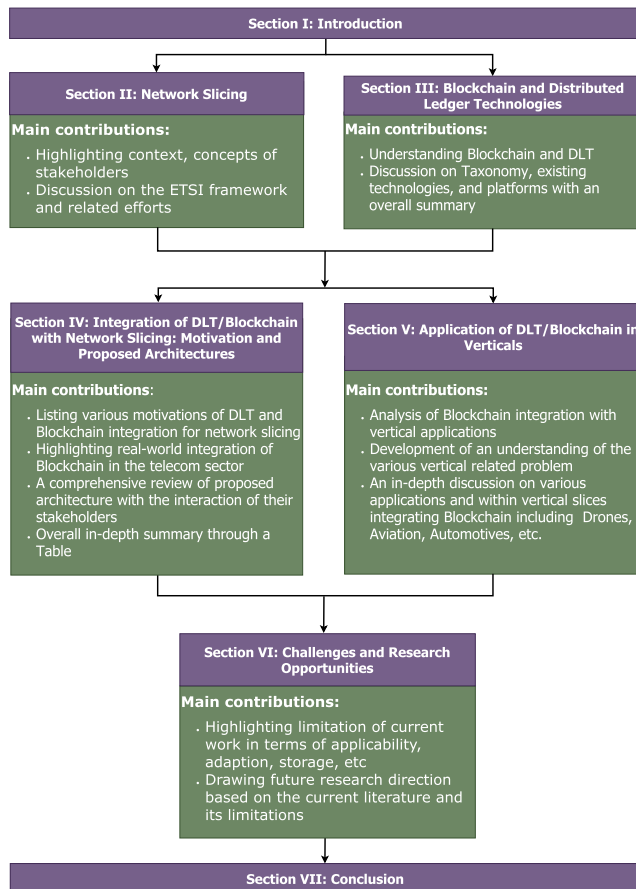 Section I: Introduction
Section II: Network Slicing
Main contributions:
. Highlighting context, concepts of
stakeholders
. Discussion on the ETSI framework
and related efforts
Section III: Blockchain and Distributed
Ledger Technologies
Main contributions:
. Understanding Blockchain and DLT
. Discussion on Taxonomy, existing
technologies, and platforms with an
overall summary
Section IV: Integration of DLT/Blockchain
with Network Slicing: Motivation and
Proposed Architectures
Main contributions:
. Listing various motivations of DLT and
Blockchain integration for network slicing
. Highlighting real-world integration of
Blockchain in the telecom sector
. A comprehensive review of proposed
architecture with the interaction of their
stakeholders
. Overall in-depth summary through a
Table
Section V: Application of DLT/Blockchain in
Verticals
Main contributions:
. Analysis of Blockchain integration with
vertical applications
. Development of an understanding of the
various vertical related problem
. An in-depth discussion on various
applications and within vertical slices
integrating Blockchain including Drones,
Aviation, Automotives, etc.
Section VI: Challenges and Research
Opportunities
Main contributions:
. Highlighting limitation of current
work in terms of applicability,
adaption, storage, etc
. Drawing future research direction
based on the current literature and
its limitations
Section VII: Conclusion